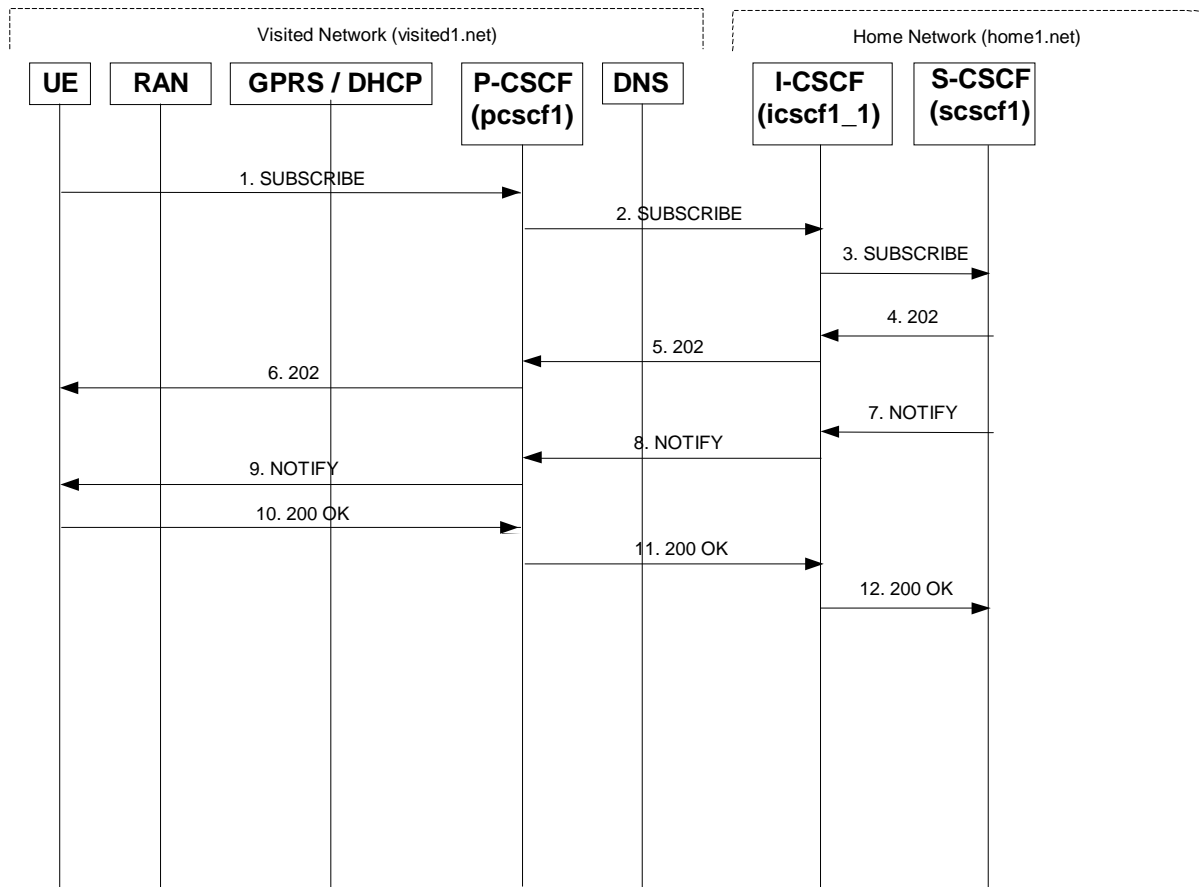 Visited Network (visited1.net)
Home Network (home1.net)
UE
RAN
GPRS / DHCP
P-CSCF
(pcscf1)
DNS
I-CSCF
(icscf1_1)
S-CSCF
(scscf1)
1. SUBSCRIBE
2. SUBSCRIBE
3. SUBSCRIBE
4. 202
5. 202
6. 202
7. NOTIFY
8. NOTIFY
9. NOTIFY
10. 200 OK
11. 200 OK
12. 200 OK